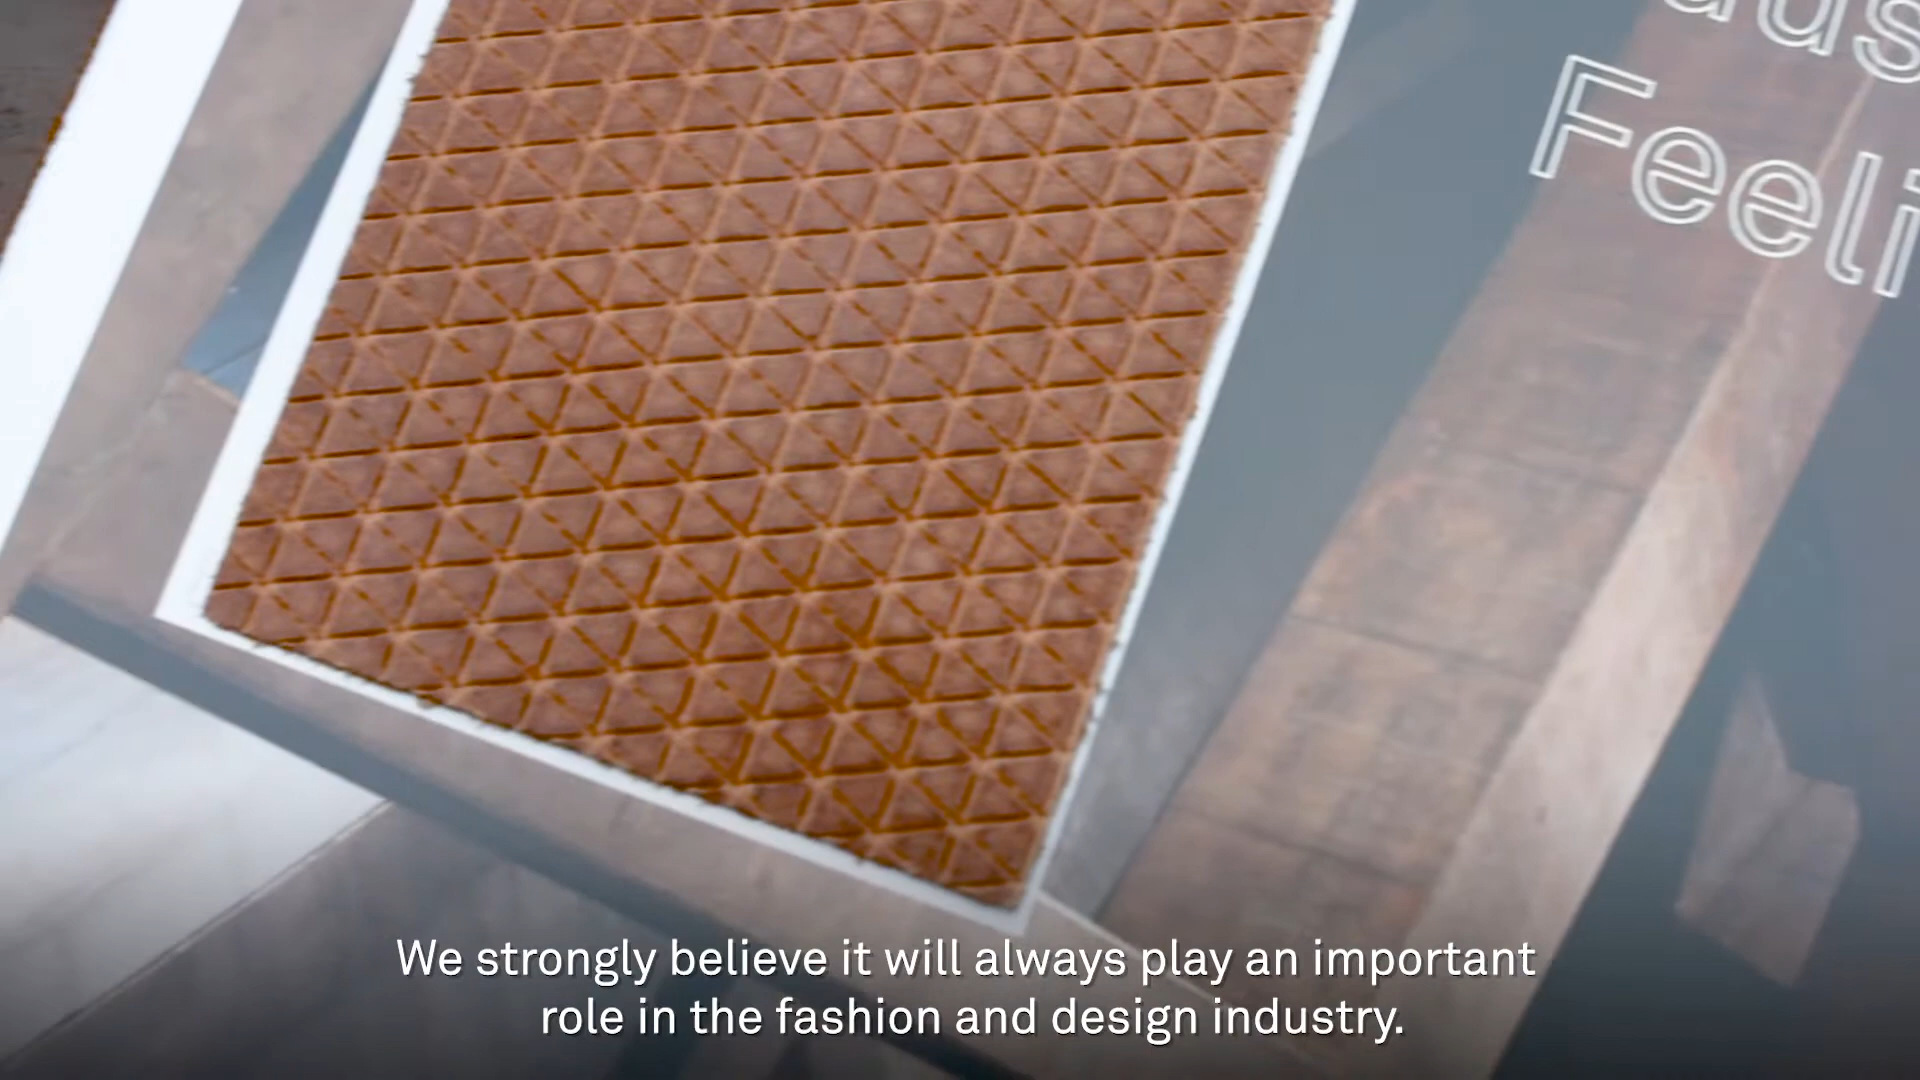 Feeli
We strongly believe it will always play an important
role in the fashion and design industry.